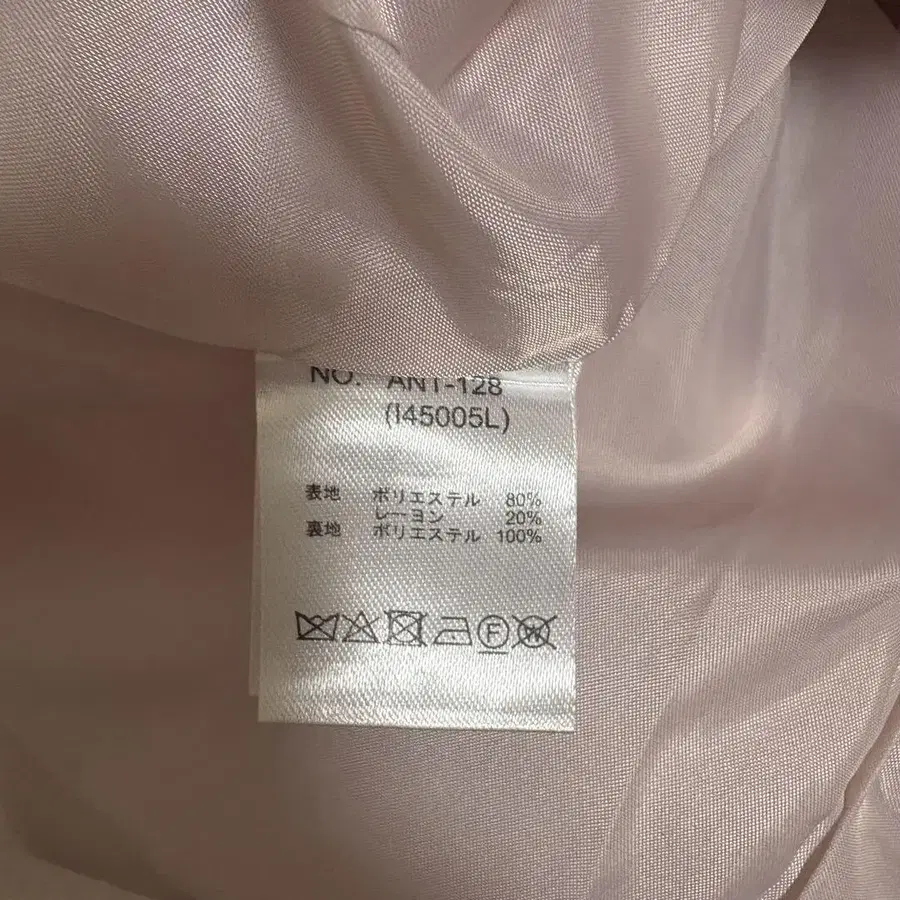 NO. ANT-128
(I45005L)
表地 ポリエステル 80%
レーヨン 20%
裏地 ポリエステル 100%
F W